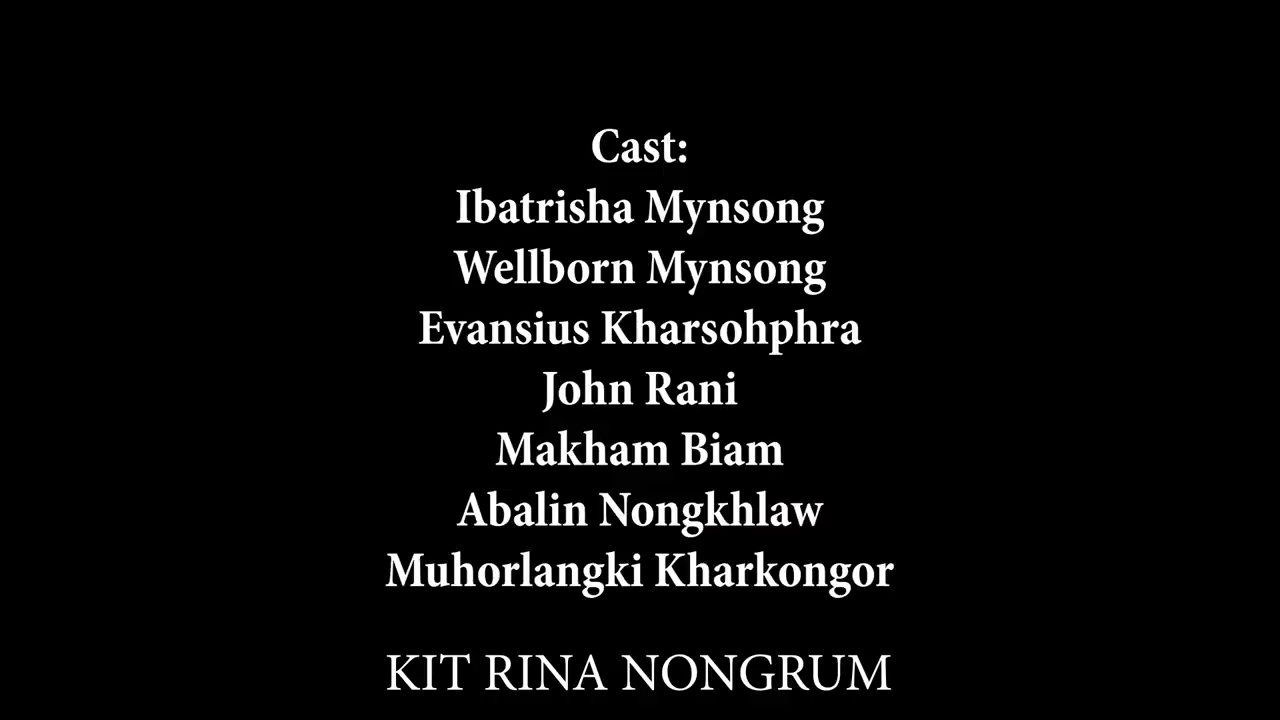 Cast:
Ibatrisha Mynsong
Wellborn Mynsong
Evansius Kharsohphra
John Rani
Makham Biam
Abalin Nongkhlaw
Muhorlangki Kharkongor
KIT RINA NONGRUM